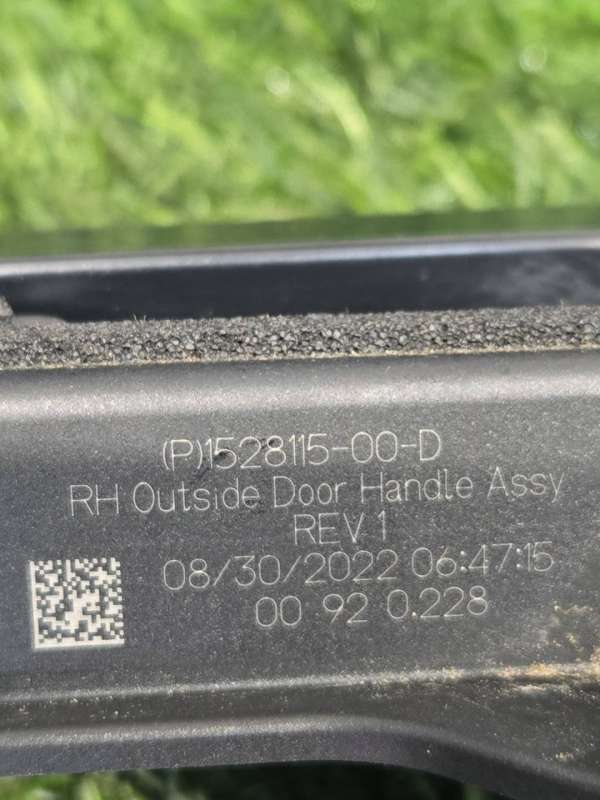 (P)1528115-00-D
RH Outside Door Handle Assy
REV 1
08/30/2022 06:47:15
00 92 0.228